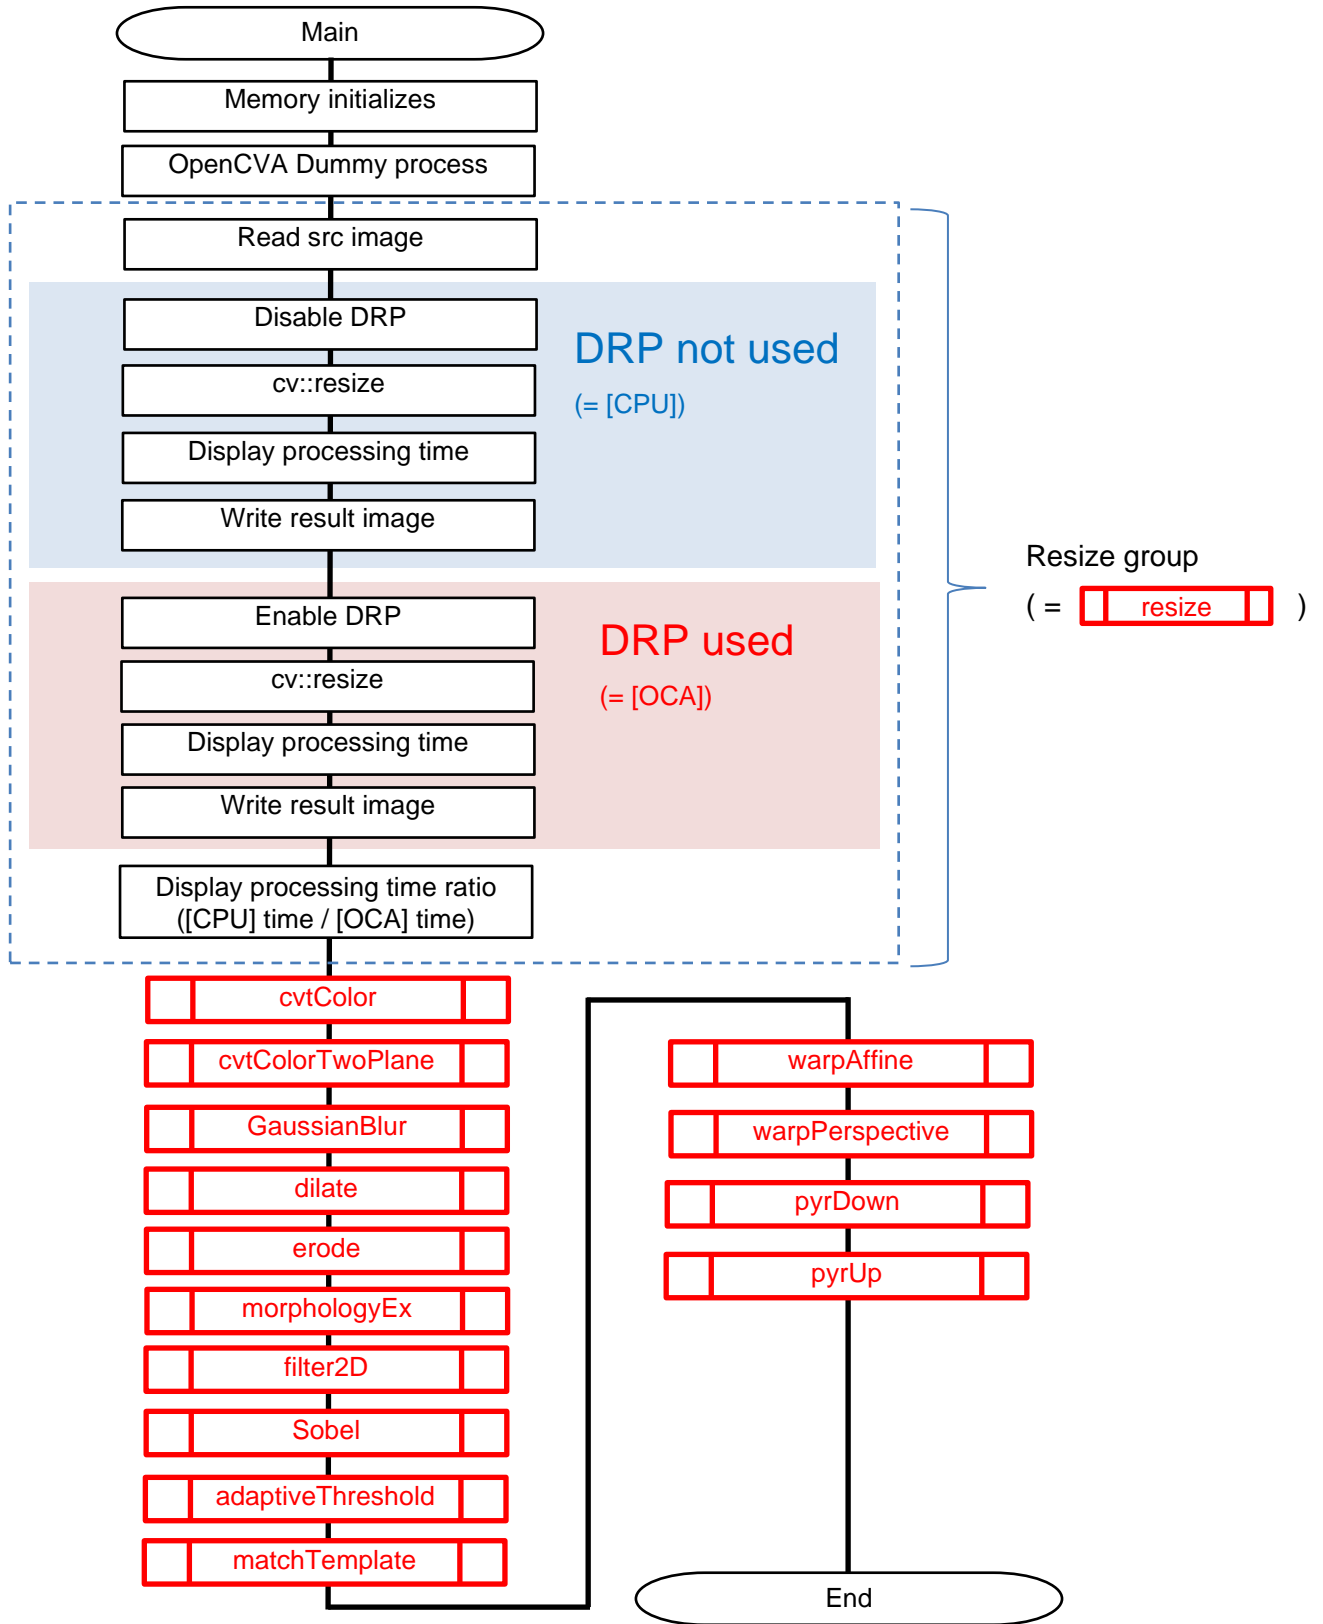 Main
Memory initializes
OpenCVA Dummy process
Read src image
Disable DRP
cv::resize
Display processing time
Write result image
DRP not used
(= [CPU])
Enable DRP
cv::resize
Display processing time
Write result image
DRP used
(= [OCA])
Display processing time ratio
([CPU] time / [OCA] time)
Resize group
( = resize )
cvtColor
cvtColorTwoPlane
GaussianBlur
dilate
erode
morphologyEx
filter2D
Sobel
adaptiveThreshold
matchTemplate
warpAffine
warpPerspective
pyrDown
pyrUp
End